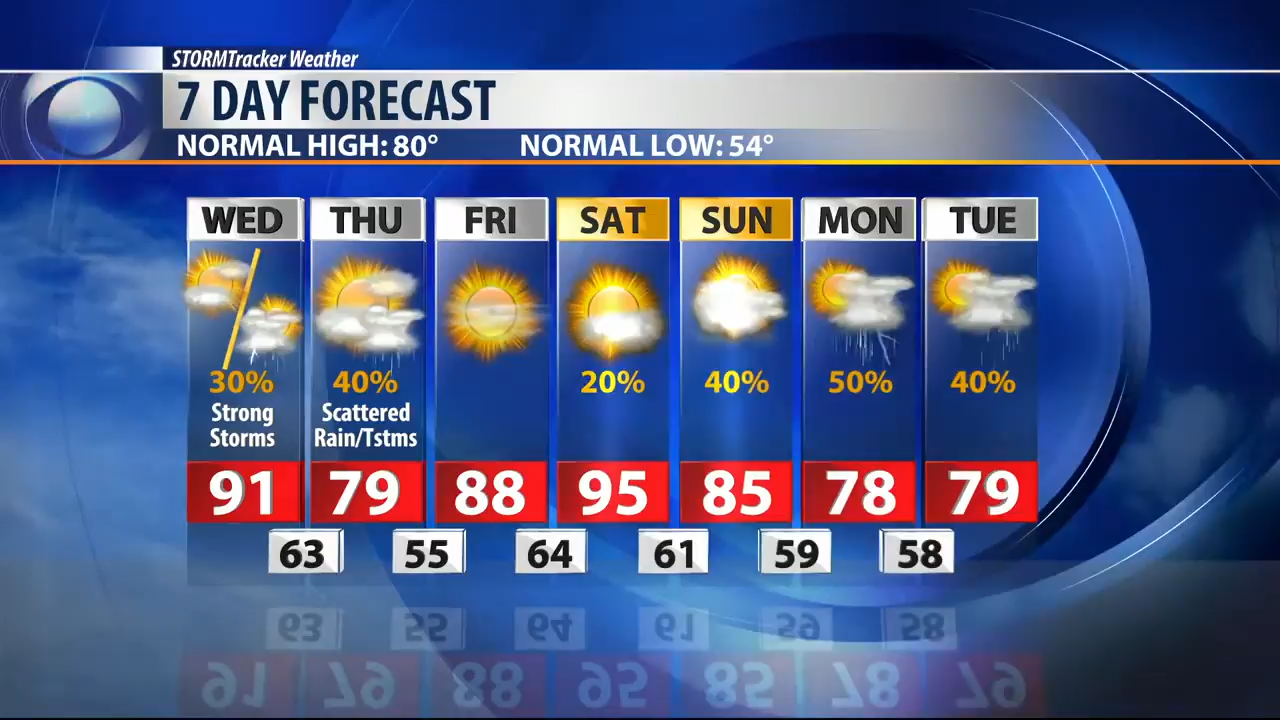 STORMTracker Weather
7 DAY FORECAST
NORMAL HIGH: 80° NORMAL LOW: 54°
WED THU FRI SAT SUN MON TUE
30% 40% 20% 40% 50% 40%
Strong Scattered
Storms Rain/Tstms
91 79 88 95 85 78 79
63 55 64 61 59 58